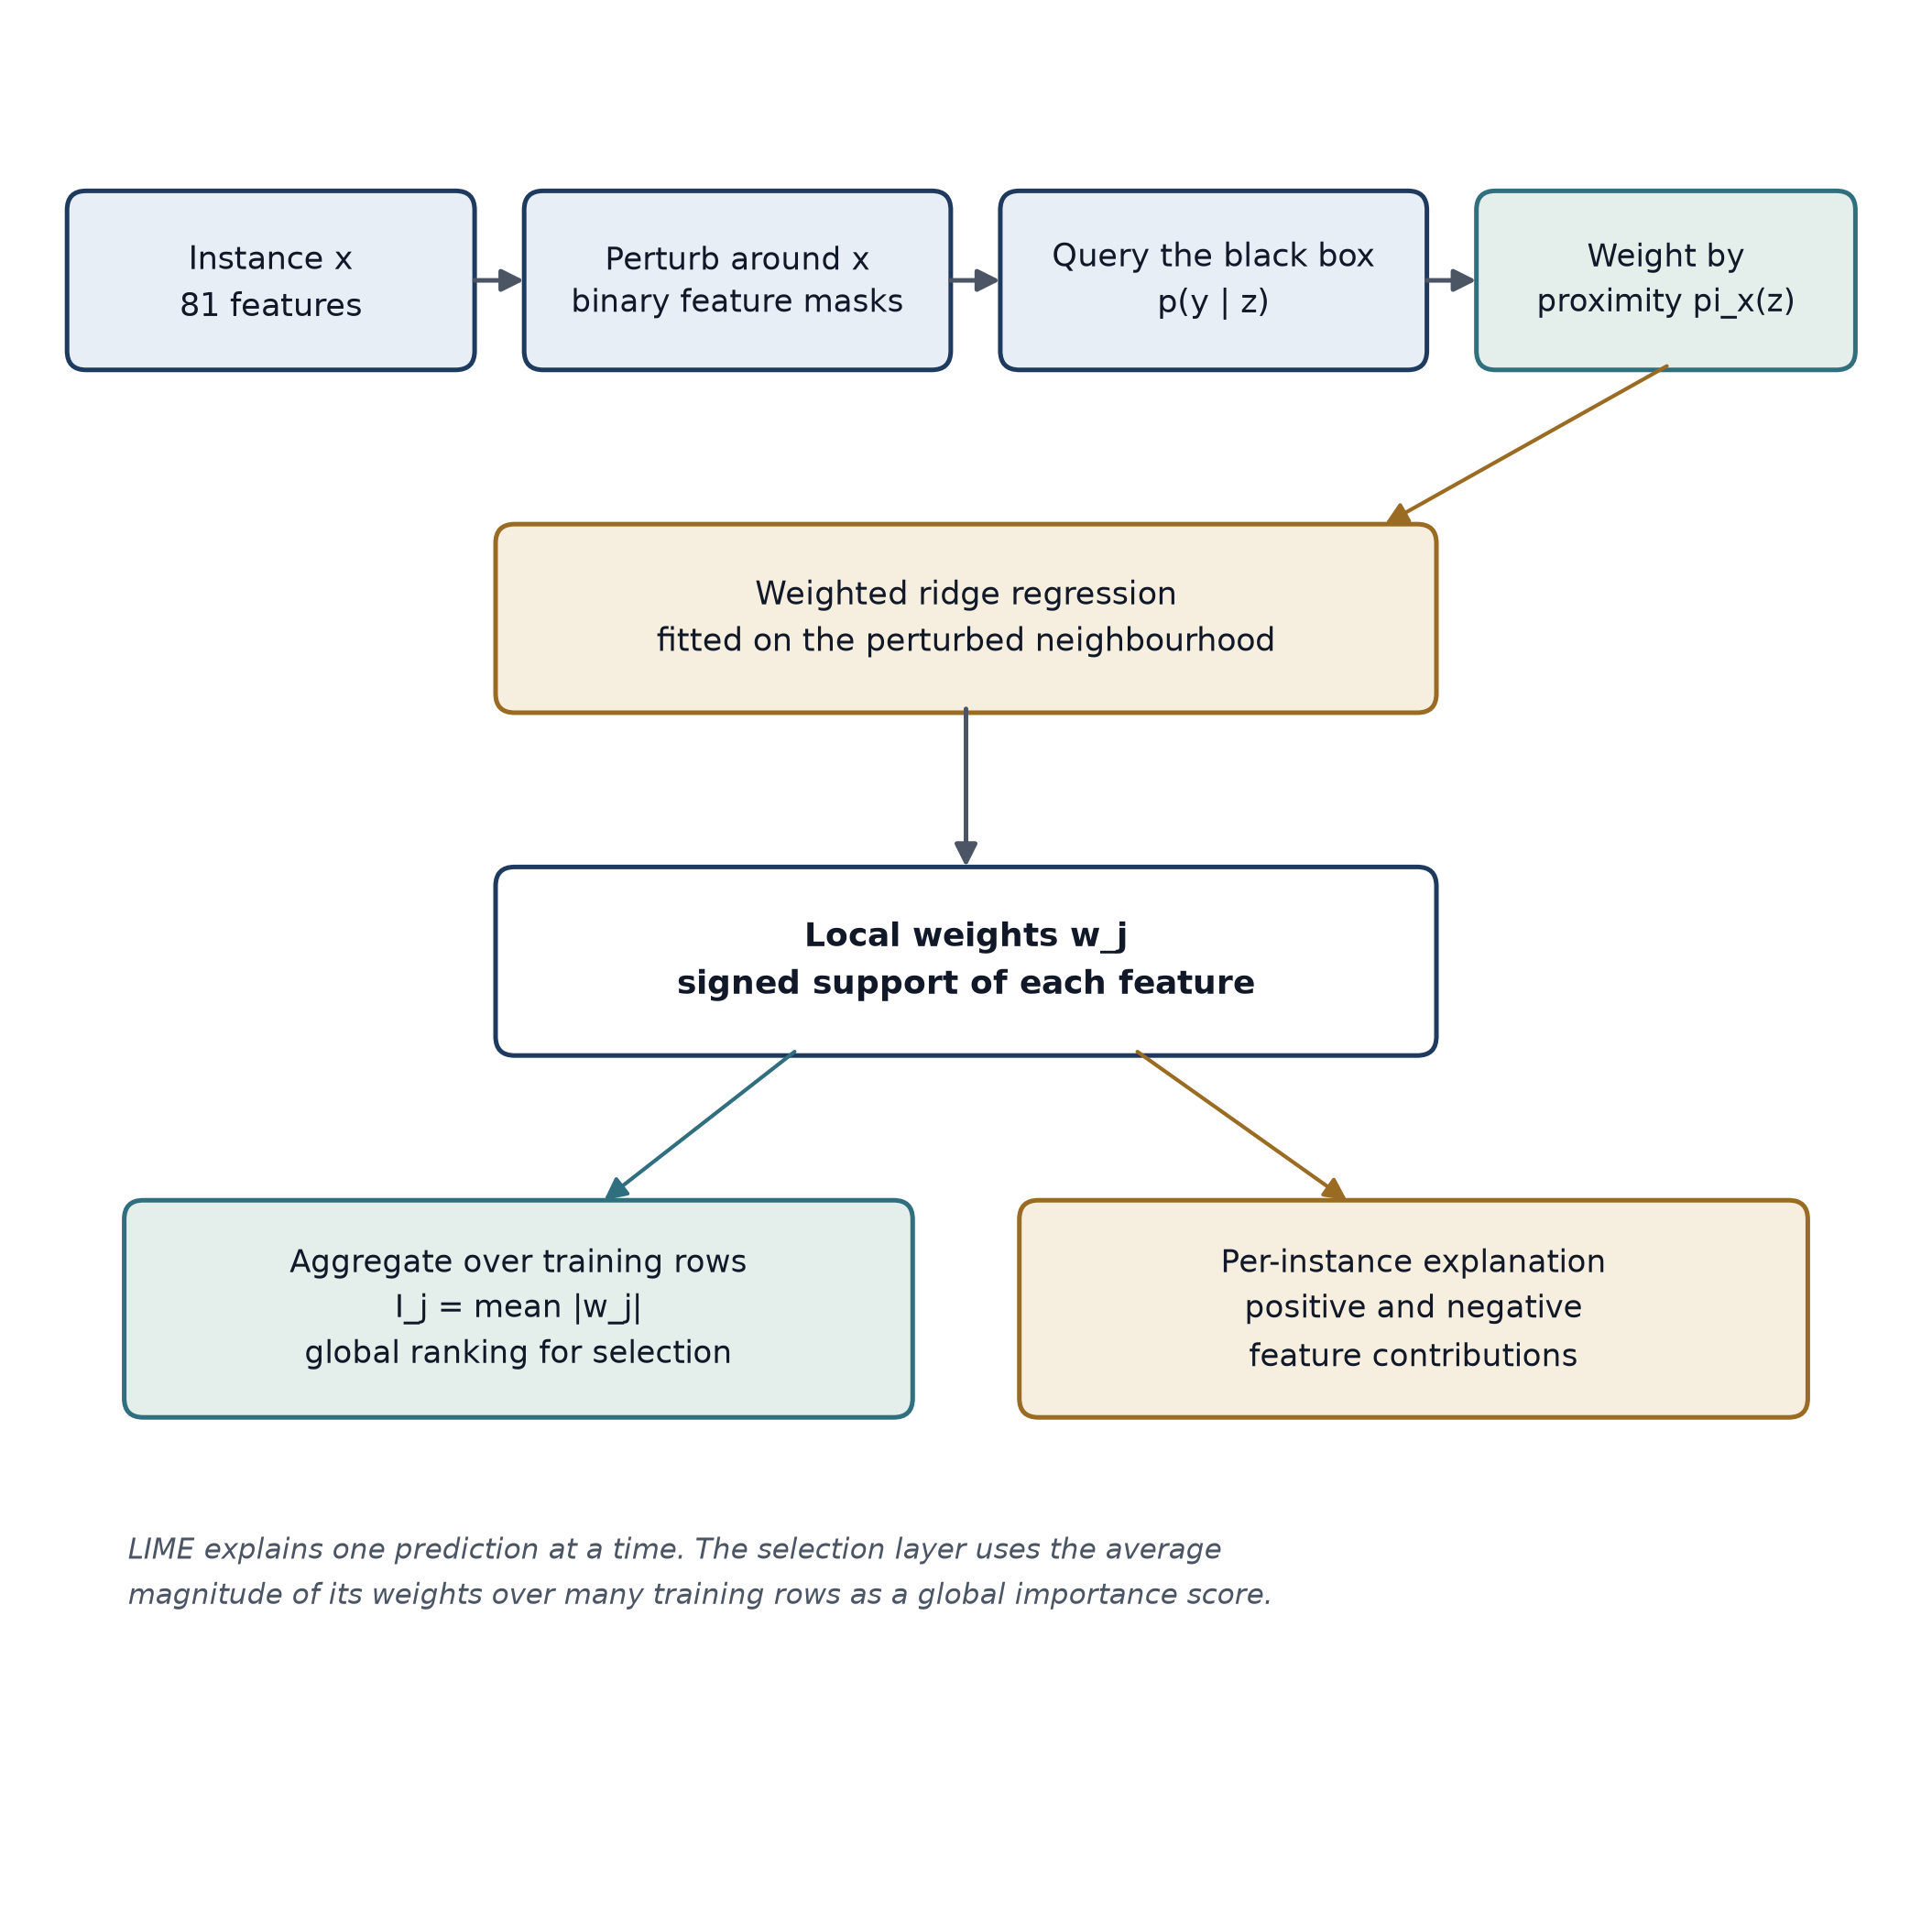 Instance x
81 features
Perturb around x
binary feature masks
Query the black box
p(y | z)
Weight by
proximity pi_x(z)
Weighted ridge regression
fitted on the perturbed neighbourhood
Local weights w_j
signed support of each feature
Aggregate over training rows
I_j = mean |w_j|
global ranking for selection
Per-instance explanation
positive and negative
feature contributions
LIME explains one prediction at a time. The selection layer uses the average
magnitude of its weights over many training rows as a global importance score.